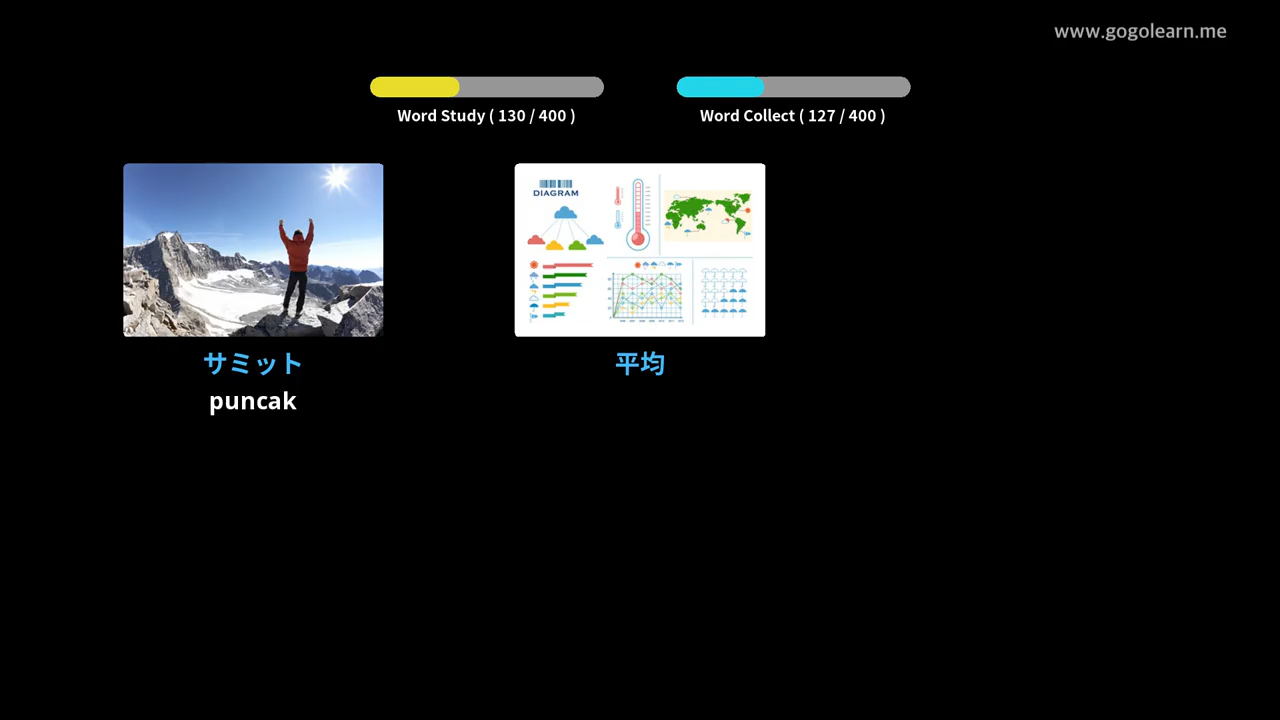 www.gogolearn.me
Word Study ( 130 / 400 )
Word Collect ( 127 / 400 )
DIAGRAM
サミット
puncak
平均